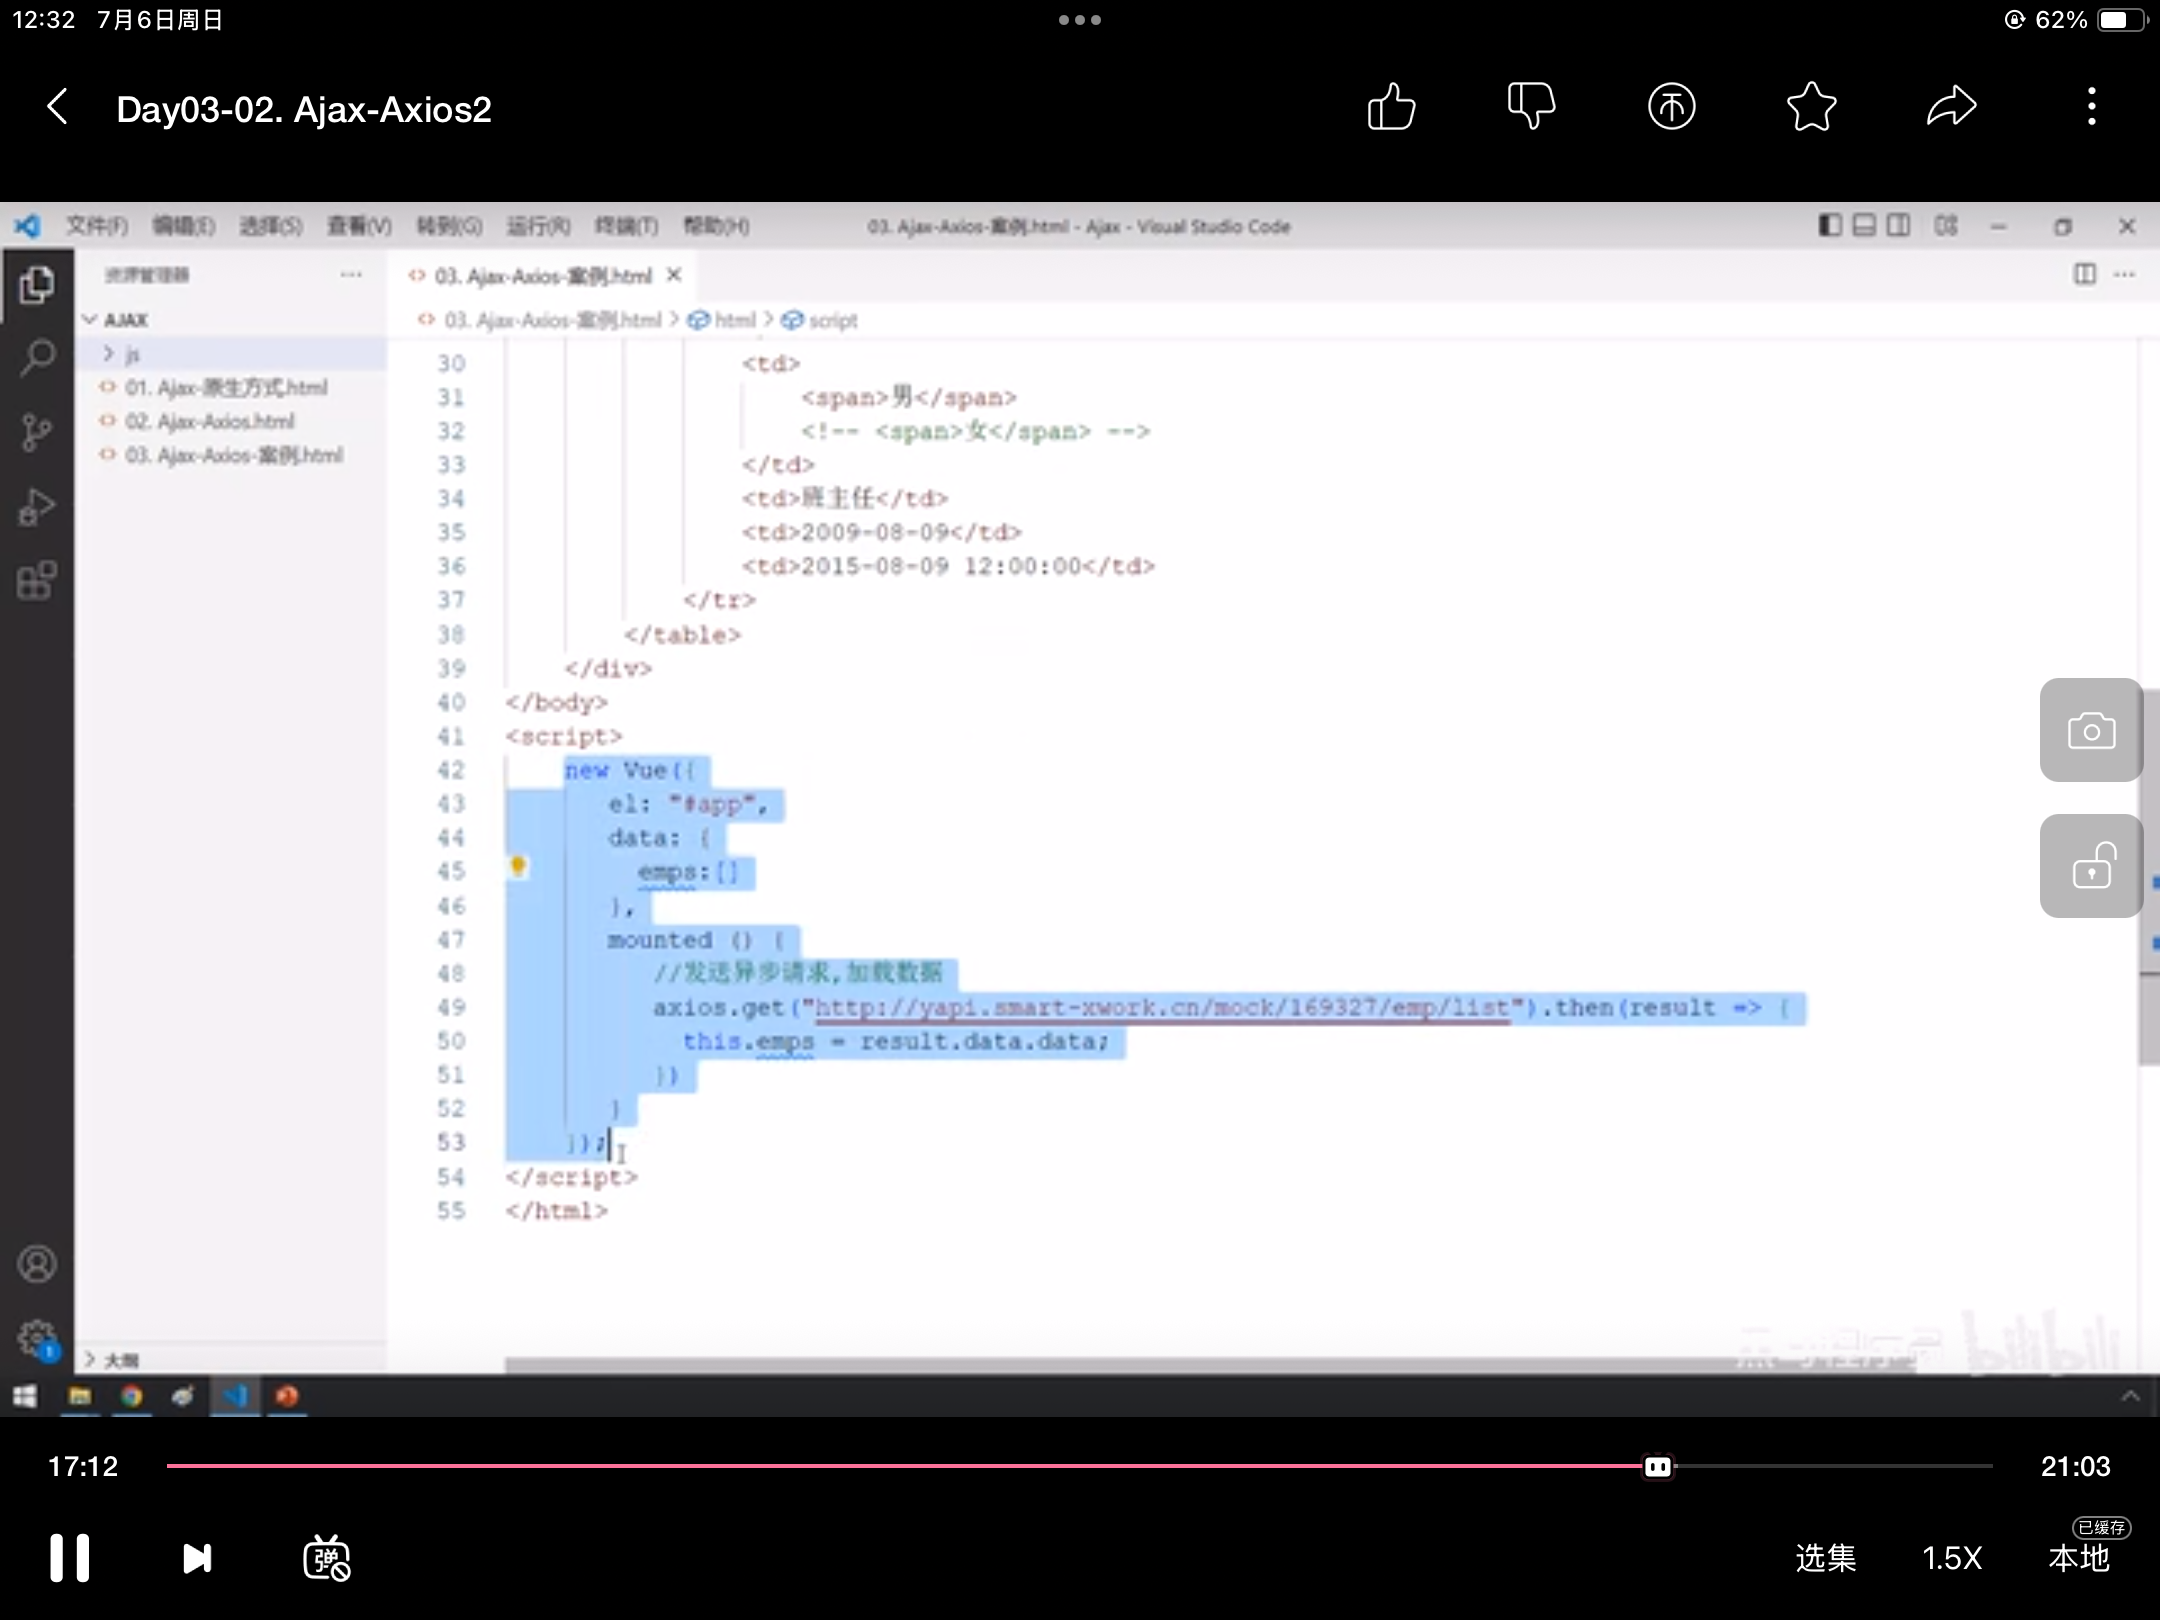 12:32 7月6日周日
62%
Day03-02. Ajax-Axios2
文件(F) 编辑(E) 选择(S) 查看(V) 转到(G) 运行(R) 终端(T) 帮助(H) 03. Ajax-Axios-案例.html - Ajax - Visual Studio Code
资源管理器
03. Ajax-Axios-案例.html
AJAX
03. Ajax-Axios-案例.html > html > script
js
01. Ajax-原生方式.html
02. Ajax-Axios.html
03. Ajax-Axios-案例.html
30 <td>
31 <span>男</span>
32 <!-- <span>女</span> -->
33 </td>
34 <td>班主任</td>
35 <td>2009-08-09</td>
36 <td>2015-08-09 12:00:00</td>
37 </tr>
38 </table>
39 </div>
40 </body>
41 <script>
42 new Vue({
43 el: "#app",
44 data: {
45 emps:[]
46 },
47 mounted () {
48 //发送异步请求,加载数据
49 axios.get("http://yapi.smart-xwork.cn/mock/169327/emp/list").then(result => {
50 this.emps = result.data.data;
51 })
52 }
53 });
54 </script>
55 </html>
1
大纲
bilibili
17:12
21:03
弹
选集
1.5X
已缓存
本地